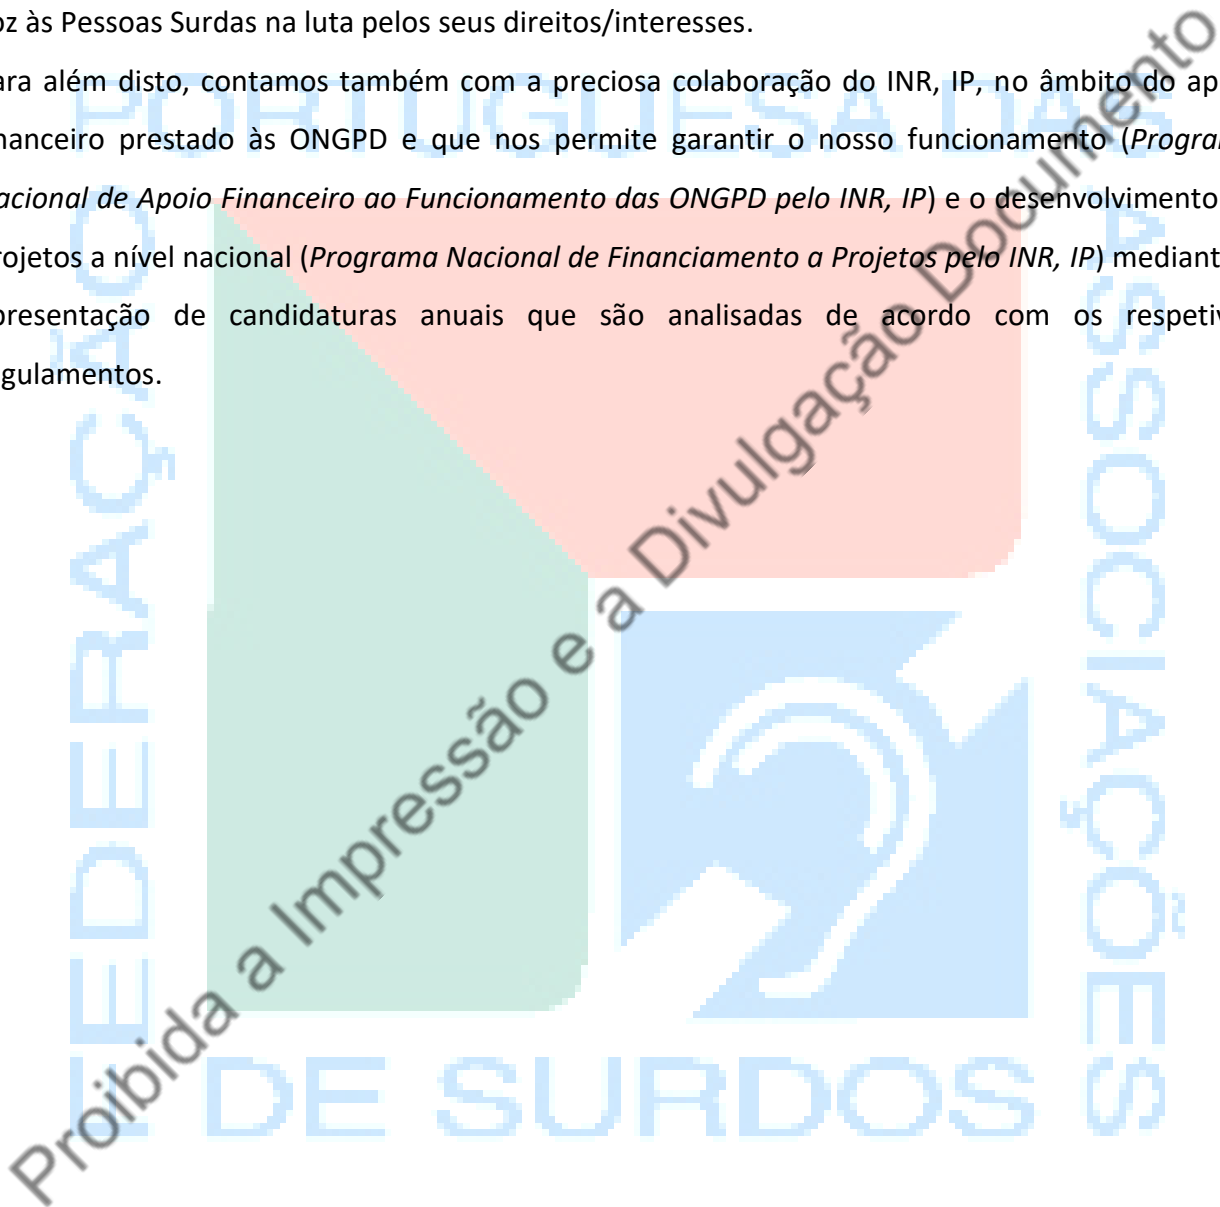 oz às Pessoas Surdas na luta pelos seus direitos/interesses.
ara além disto, contamos também com a preciosa colaboração do INR, IP, no âmbito do ap
nanceiro prestado às ONGPD e que nos permite garantir o nosso funcionamento (Progra
acional de Apoio Financeiro ao Funcionamento das ONGPD pelo INR, IP) e o desenvolvimento
rojetos a nível nacional (Programa Nacional de Financiamento a Projetos pelo INR, IP) mediant
presentação de candidaturas anuais que são analisadas de acordo com os respetiv
gulamentos.
FEDERAÇÃO
PORTUGUESA DAS
ASSOCIAÇÕES
DE SURDOS
Proibida a Impressão e a Divulgação Documento